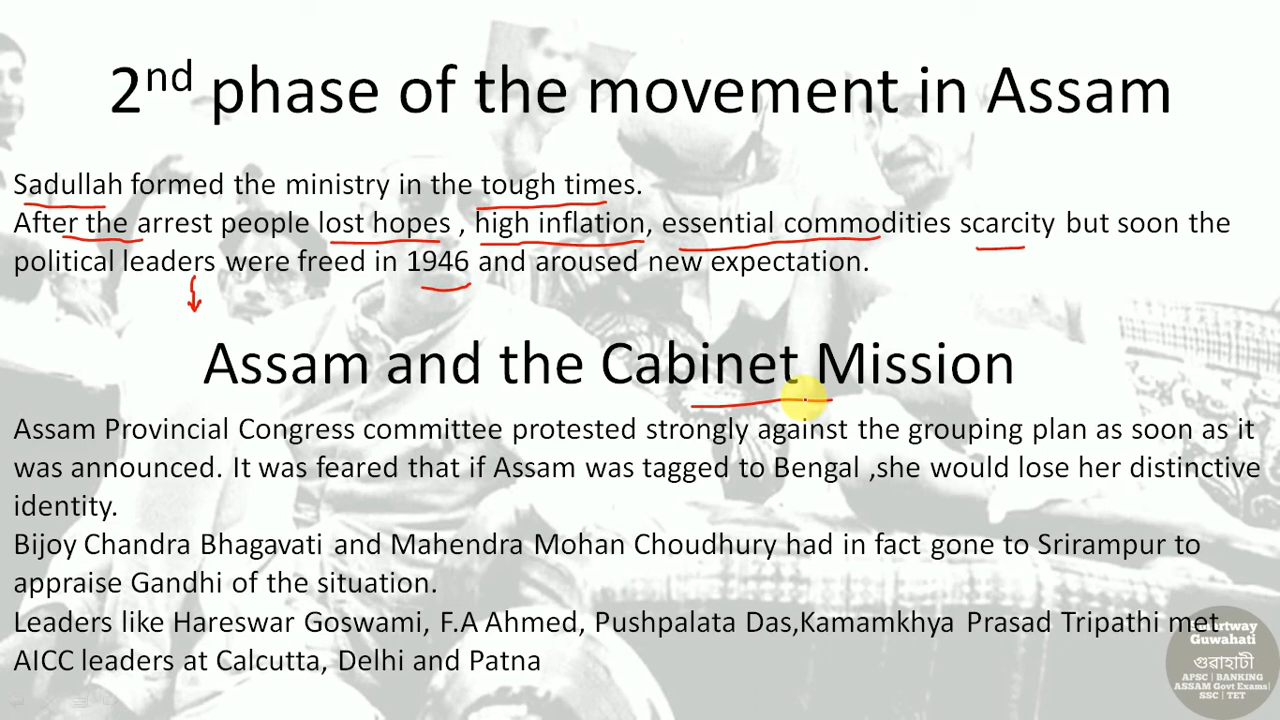 2nd phase of the movement in Assam
Sadullah formed the ministry in the tough times.
After the arrest people lost hopes , high inflation, essential commodities scarcity but soon the
political leaders were freed in 1946 and aroused new expectation.
Assam and the Cabinet Mission
Assam Provincial Congress committee protested strongly against the grouping plan as soon as it
was announced. It was feared that if Assam was tagged to Bengal ,she would lose her distinctive
identity.
Bijoy Chandra Bhagavati and Mahendra Mohan Choudhury had in fact gone to Srirampur to
appraise Gandhi of the situation.
Leaders like Hareswar Goswami, F.A Ahmed, Pushpalata Das,Kamamkhya Prasad Tripathi met
AICC leaders at Calcutta, Delhi and Patna
Guwahati
গুৱাহাটী
APSC | BANKING
ASSAM Govt Exams|
SSC | TET